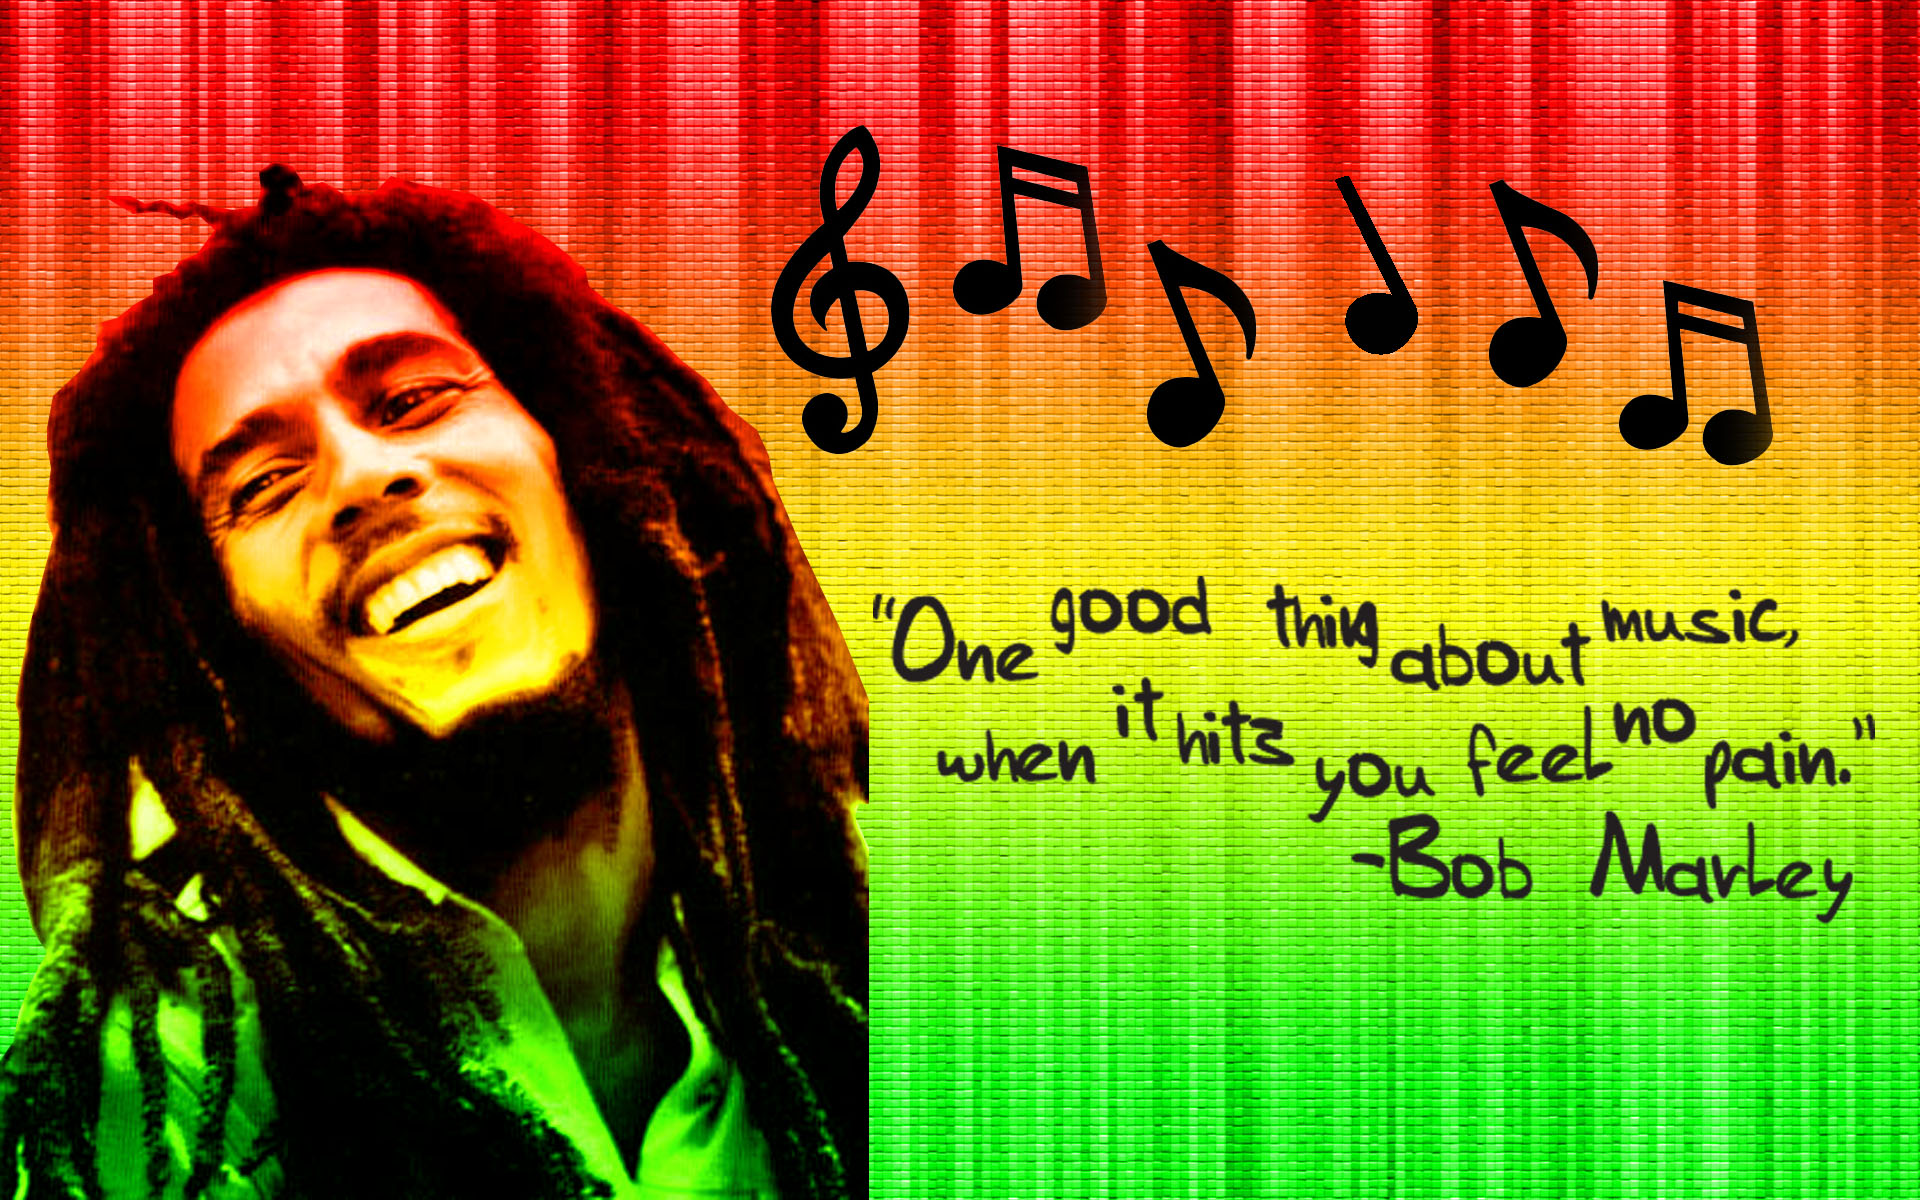 "One good thing about music,
when it hits you feel no pain."
-Bob Marley